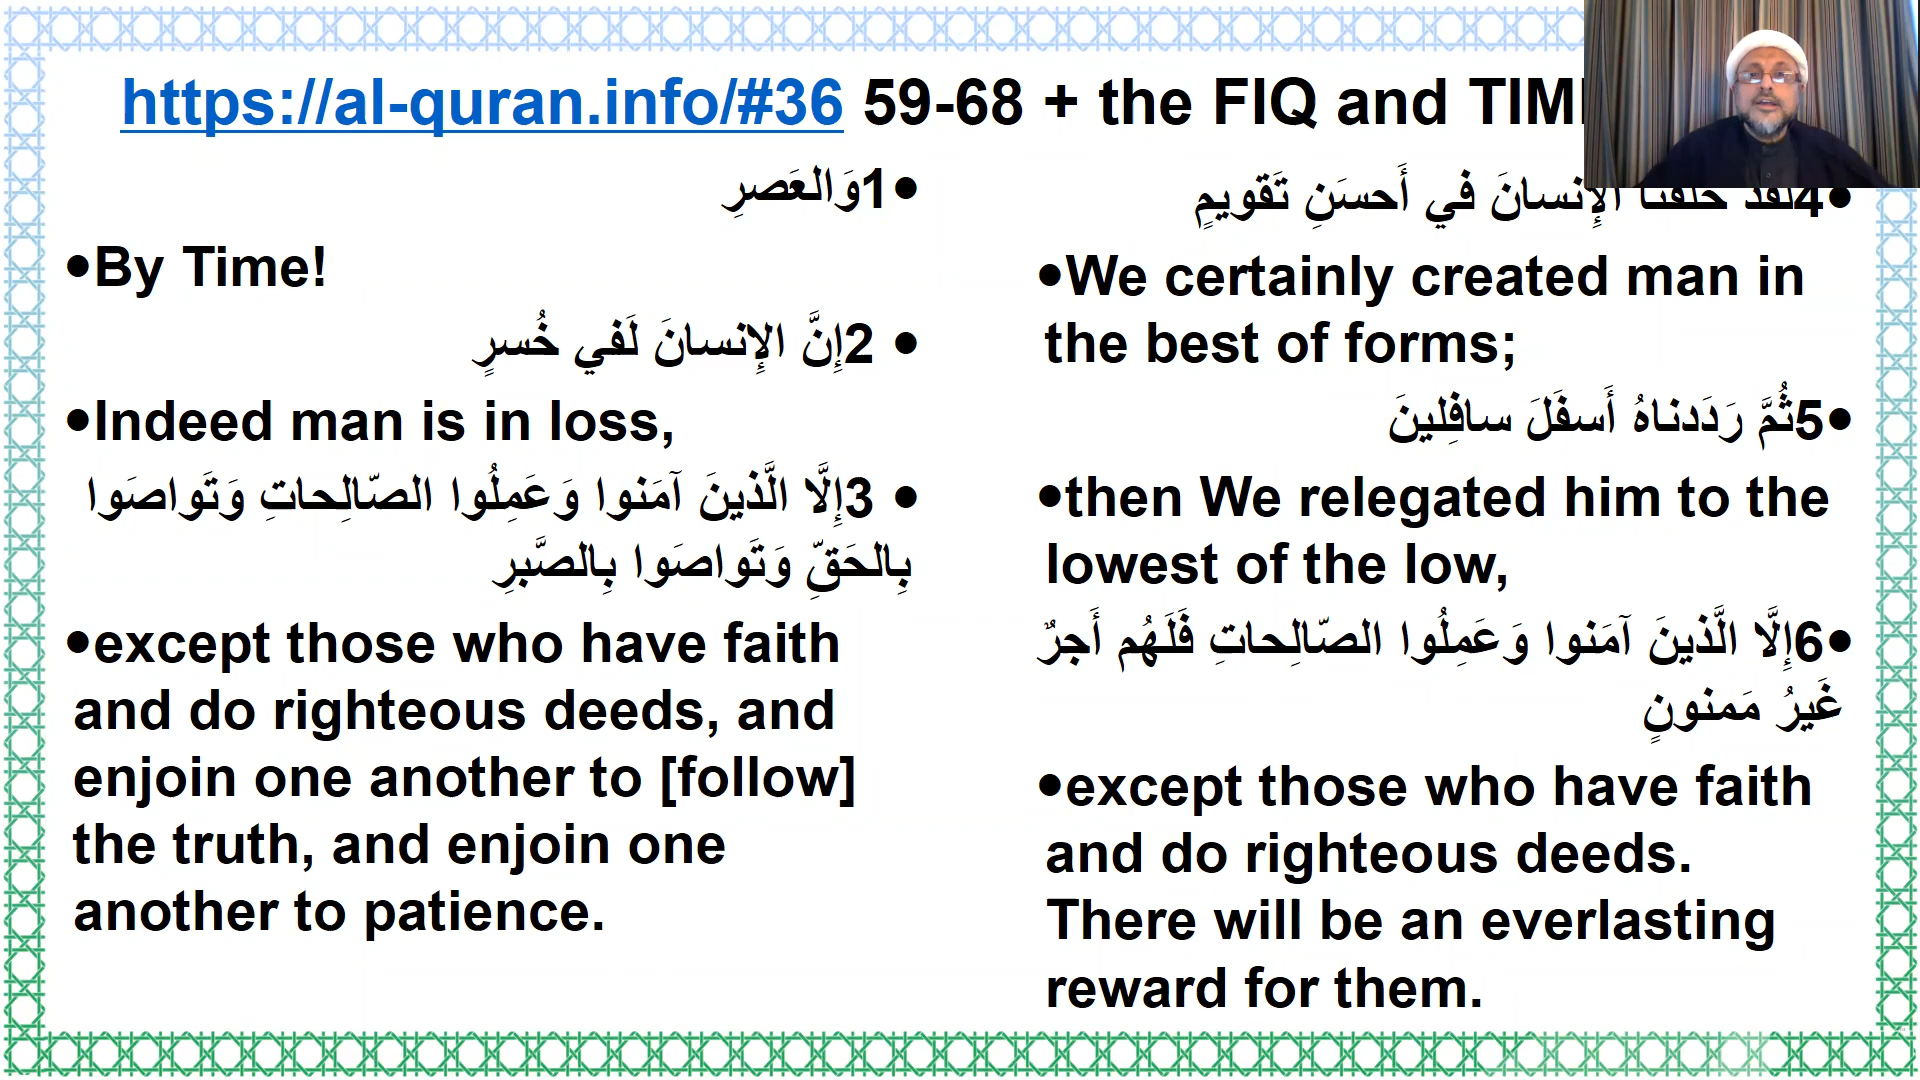 https://al-quran.info/#36 59-68 + the FIQ and
•1وَالعَصرِ
•By Time!
• 2إِنَّ الإِنسانَ لَفي خُسرٍ
•Indeed man is in loss,
• 3إِلَّا الَّذينَ آمَنوا وَعَمِلُوا الصّالِحاتِ وَتَواصَوا
بِالحَقِّ وَتَواصَوا بِالصَّبرِ
•except those who have faith
and do righteous deeds, and
enjoin one another to [follow]
the truth, and enjoin one
another to patience.
•4لَقَد خَلَقنَا الإِنسانَ في أَحسَنِ تَقويمٍ
•We certainly created man in
the best of forms;
•5ثُمَّ رَدَدناهُ أَسفَلَ سافِلينَ
•then We relegated him to the
lowest of the low,
•6إِلَّا الَّذينَ آمَنوا وَعَمِلُوا الصّالِحاتِ فَلَهُم أَجرٌ
غَيرُ مَمنونٍ
•except those who have faith
and do righteous deeds.
There will be an everlasting
reward for them.